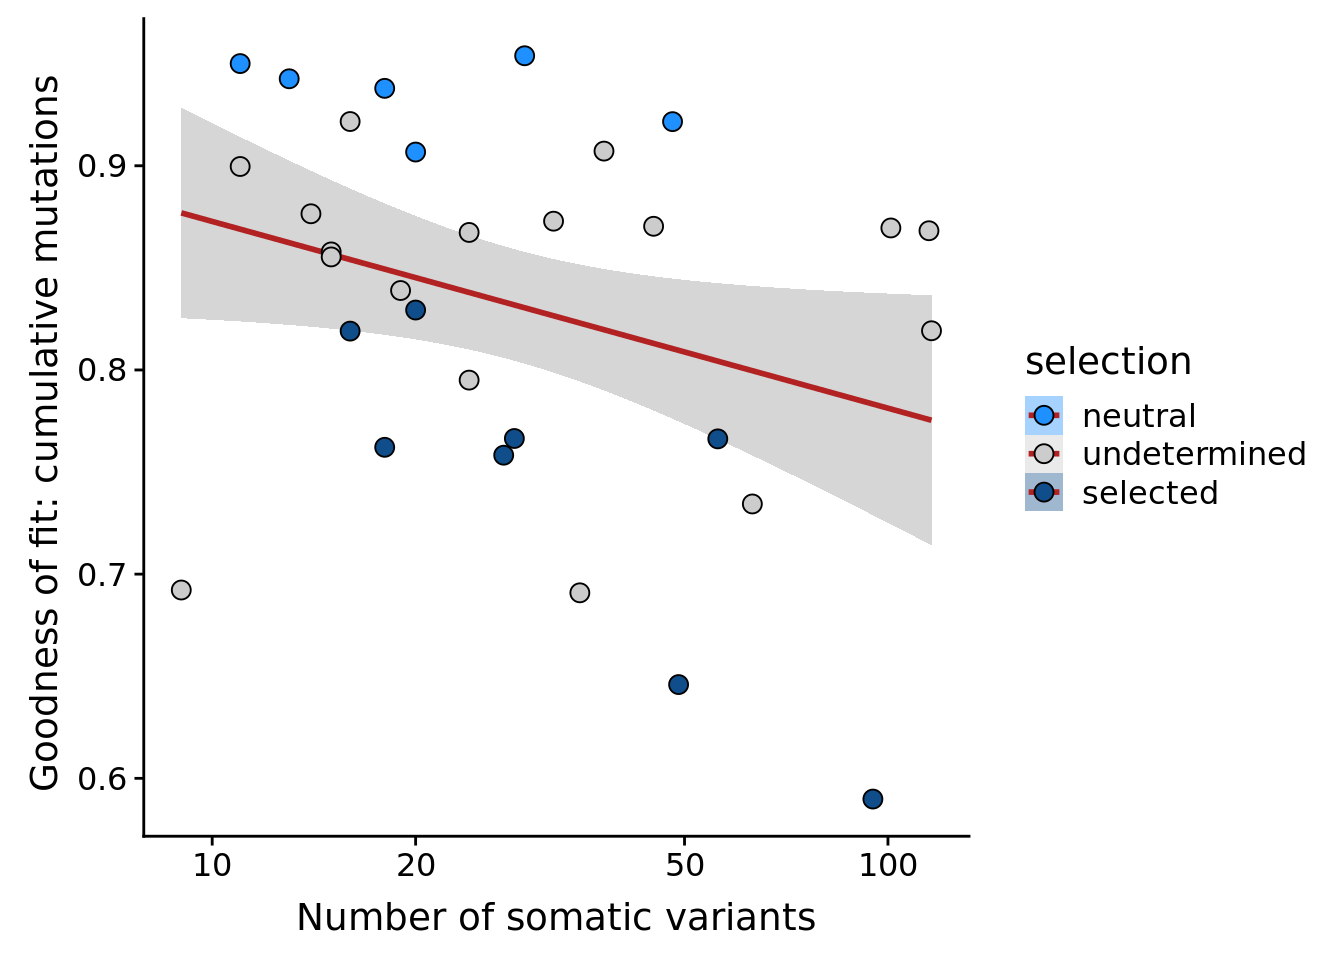 Goodness of fit: cumulative mutations
0.9
0.8
0.7
0.6
10 20 50 100
Number of somatic variants
selection
neutral
undetermined
selected